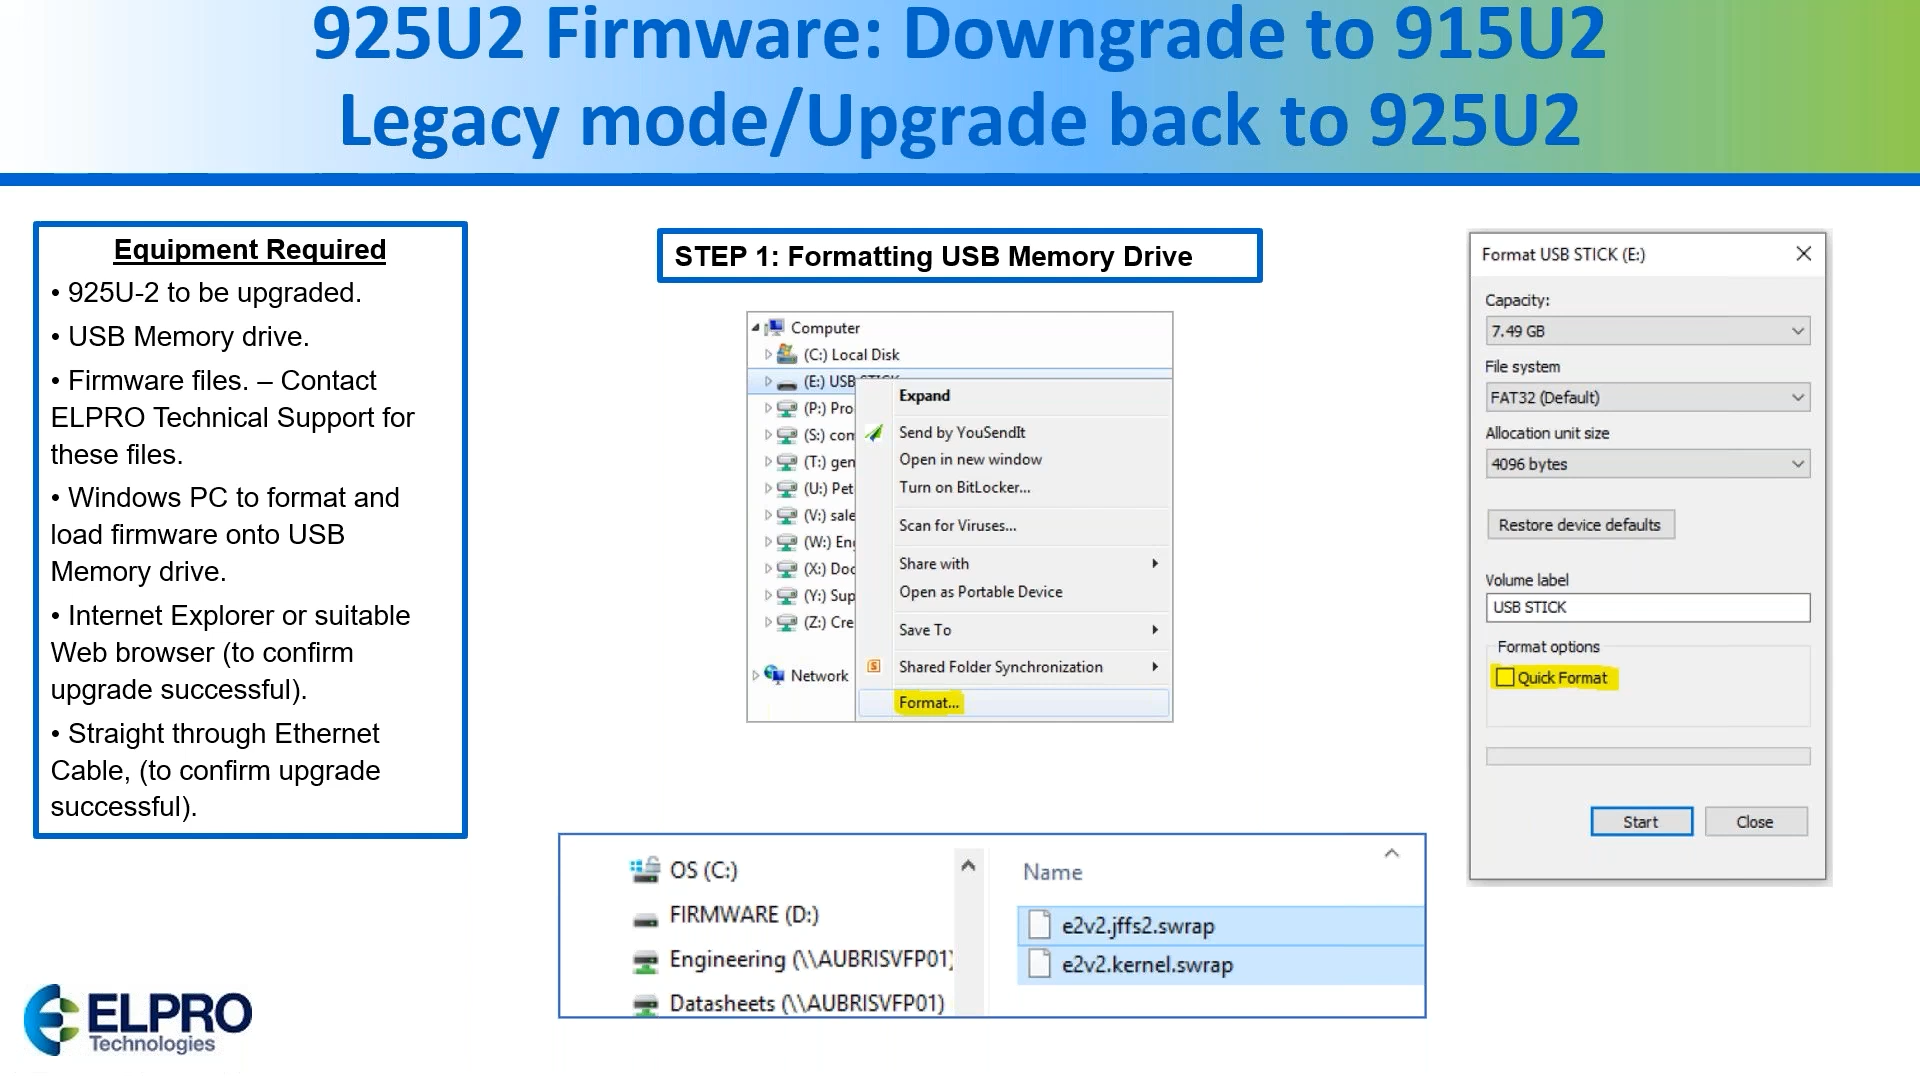 925U2 Firmware: Downgrade to 915U2
Legacy mode/Upgrade back to 925U2
Equipment Required
• 925U-2 to be upgraded.
• USB Memory drive.
• Firmware files. – Contact
ELPRO Technical Support for
these files.
• Windows PC to format and
load firmware onto USB
Memory drive.
• Internet Explorer or suitable
Web browser (to confirm
upgrade successful).
• Straight through Ethernet
Cable, (to confirm upgrade
successful).
STEP 1: Formatting USB Memory Drive
Computer
(C:) Local Disk
(E:) USB STICK
(P:) Pro
(S:) com
(T:) gen
(U:) Pet
(V:) sale
(W:) Eng
(X:) Doc
(Y:) Sup
(Z:) Cre
Network
Expand
Send by YouSendIt
Open in new window
Turn on BitLocker...
Scan for Viruses...
Share with
Open as Portable Device
Save To
Shared Folder Synchronization
Format...
Format USB STICK (E:)
Capacity:
7.49 GB
File system
FAT32 (Default)
Allocation unit size
4096 bytes
Restore device defaults
Volume label
USB STICK
Format options
Quick Format
Start
Close
OS (C:)
FIRMWARE (D:)
Engineering (\\AUBRISVFP01)
Datasheets (\\AUBRISVFP01)
Name
e2v2.jffs2.swrap
e2v2.kernel.swrap
ELPRO
Technologies